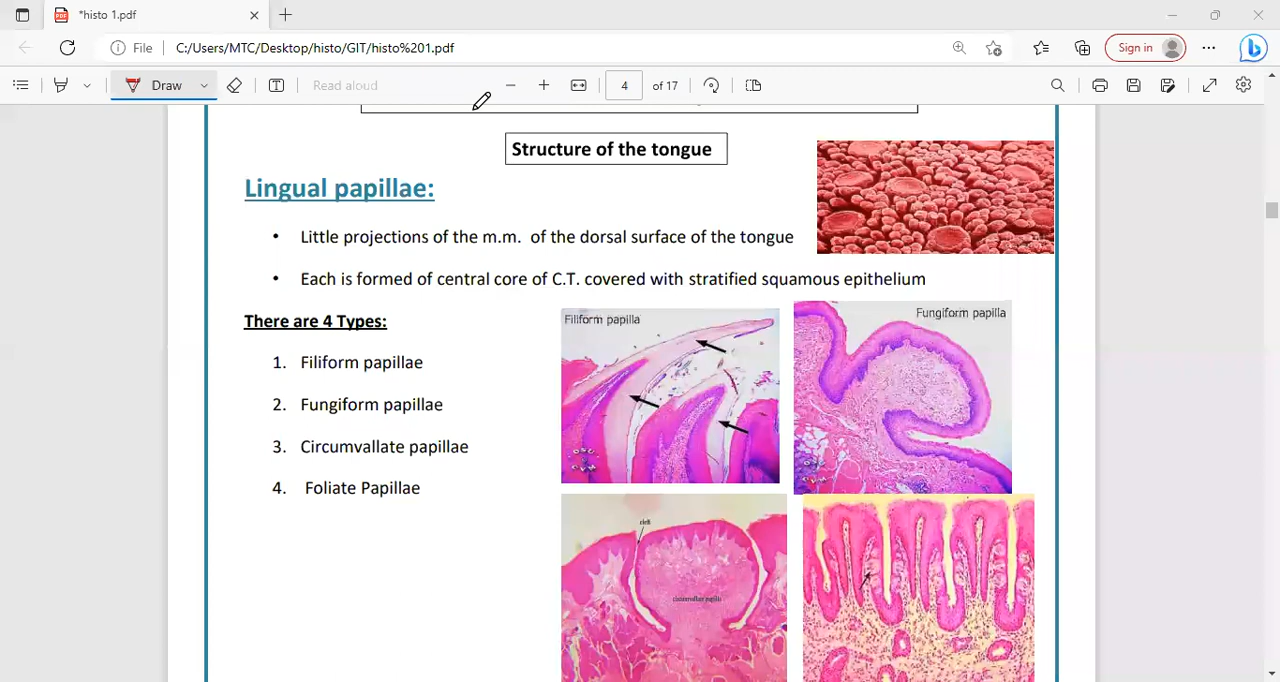 *histo 1.pdf
File
C:/Users/MTC/Desktop/histo/GIT/histo%201.pdf
Sign in
Draw
Read aloud
4
of 17
Structure of the tongue
Lingual papillae:
• Little projections of the m.m. of the dorsal surface of the tongue
• Each is formed of central core of C.T. covered with stratified squamous epithelium
There are 4 Types:
1. Filiform papillae
2. Fungiform papillae
3. Circumvallate papillae
4. Foliate Papillae
Filiform papilla
Fungiform papilla
cleft
circumvallate papilla